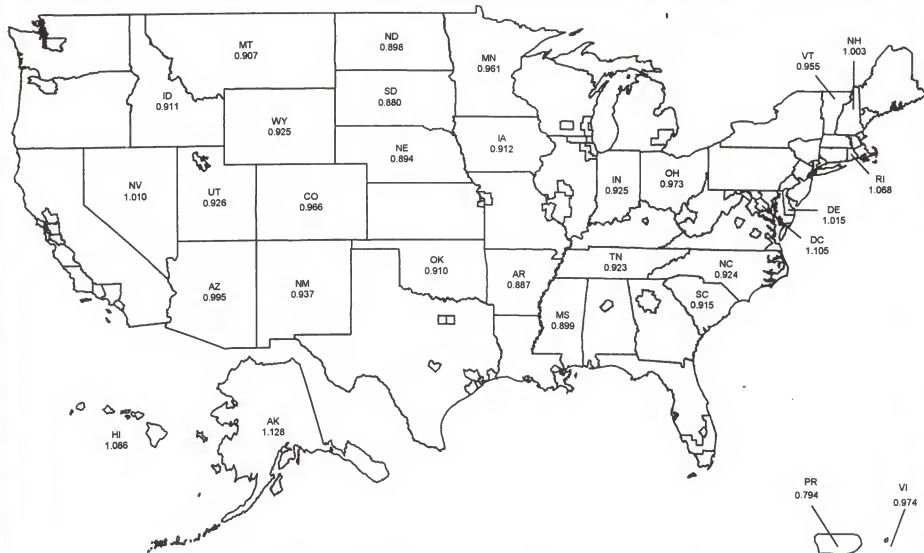 NH
1.003
VT
0.955
MT
0.907
ND
0.898
MN
0.961
ID
0.911
SD
0.880
WY
0.925
IA
0.912
NE
0.894
NV
1.010
UT
0.926
CO
0.966
IN
0.925
OH
0.973
RI
1.068
DE
1.015
DC
1.105
OK
0.910
AR
0.887
TN
0.923
NC
0.924
AZ
0.995
NM
0.937
SC
0.915
MS
0.899
HI
1.086
AK
1.128
PR
0.794
VI
0.974